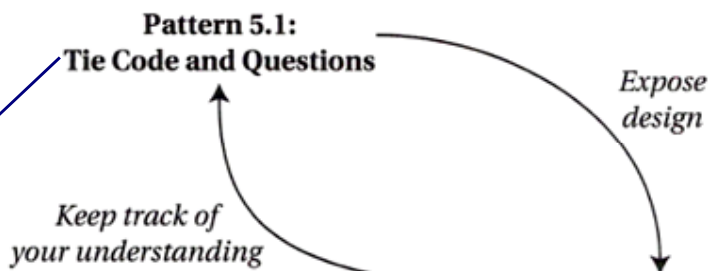 Pattern 5.1:
Tie Code and Questions
Expose
design
Keep track of
your understanding